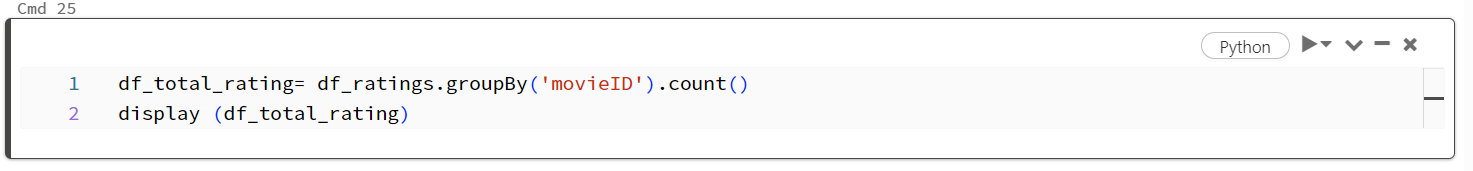 Cmd 25
Python
1 df_total_rating= df_ratings.groupBy('movieID').count()
2 display (df_total_rating)